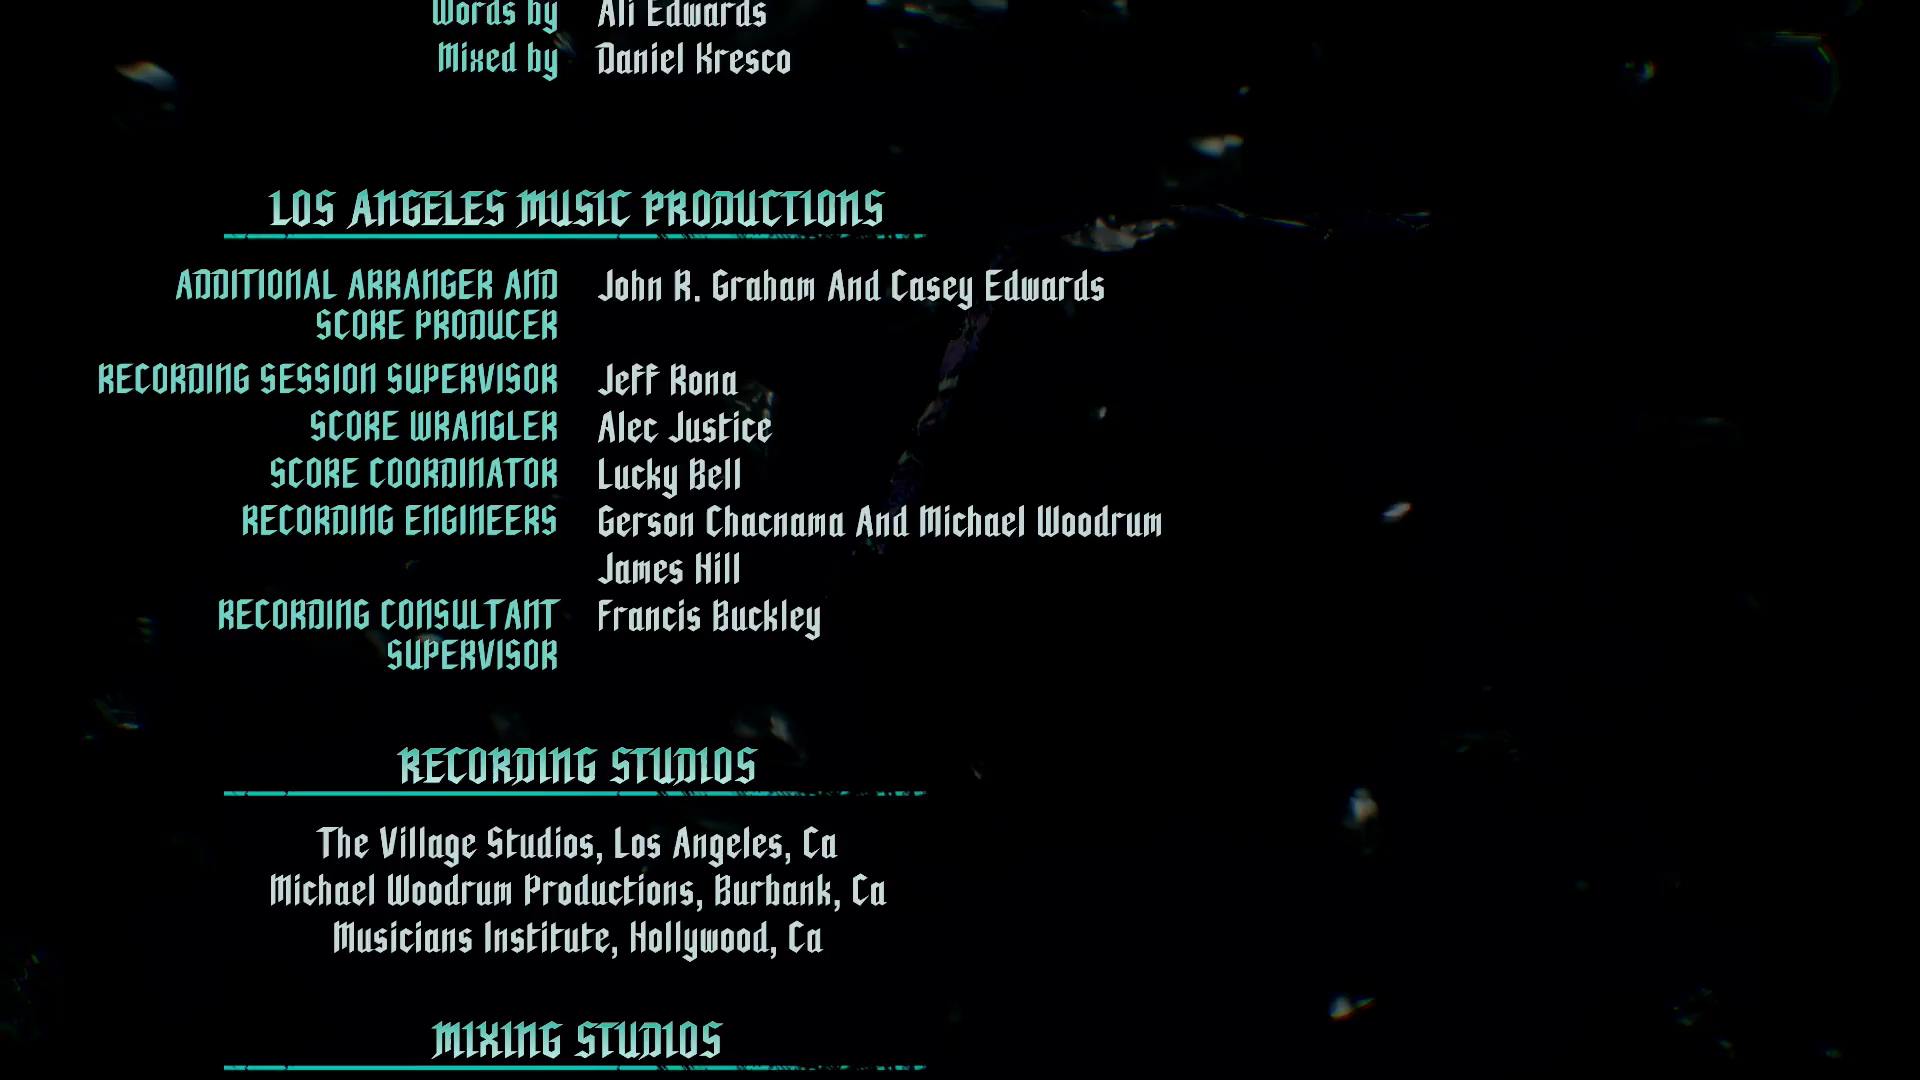 Words by Ali Edwards
Mixed by Daniel Kresco
LOS ANGELES MUSIC PRODUCTIONS
ADDITIONAL ARRANGER AND John R. Graham And Casey Edwards
SCORE PRODUCER
RECORDING SESSION SUPERVISOR Jeff Rona
SCORE WRANGLER Alec Justice
SCORE COORDINATOR Lucky Bell
RECORDING ENGINEERS Gerson Chacnama And Michael Woodrum
James Hill
RECORDING CONSULTANT Francis Buckley
SUPERVISOR
RECORDING STUDIOS
The Village Studios, Los Angeles, Ca
Michael Woodrum Productions, Burbank, Ca
Musicians Institute, Hollywood, Ca
MIXING STUDIOS